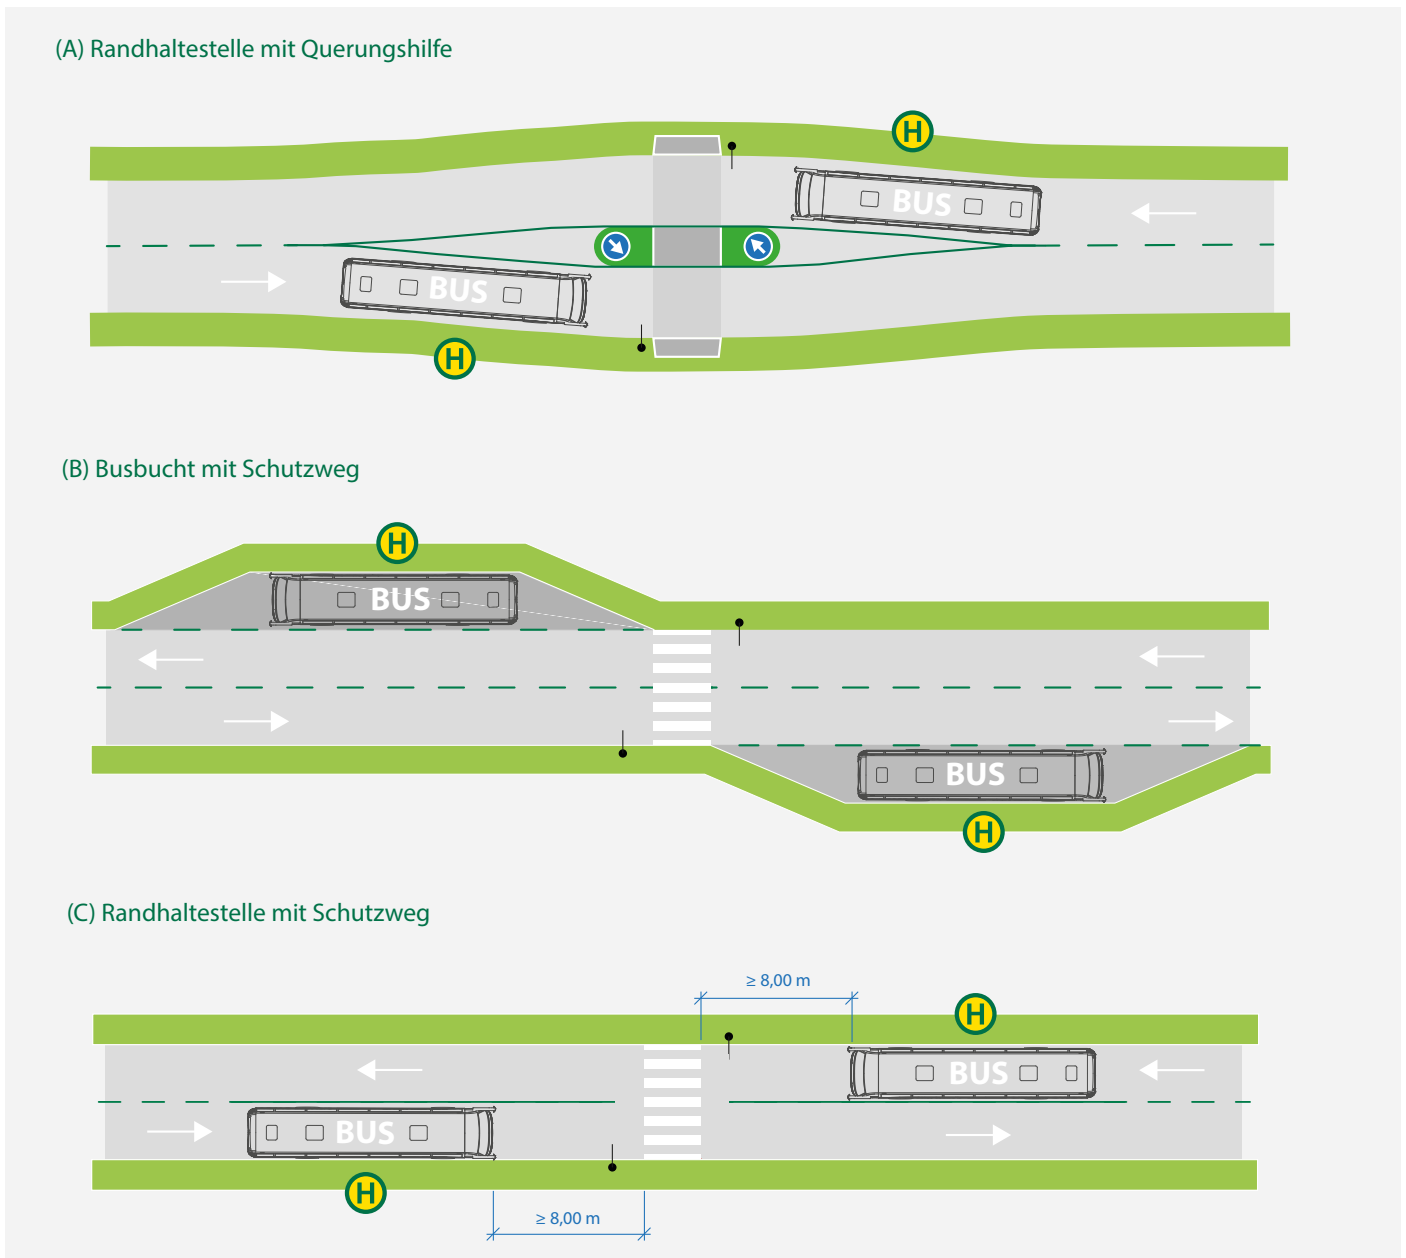 (A) Randhaltestelle mit Querungshilfe
H
BUS
BUS
H
(B) Busbucht mit Schutzweg
H
BUS
BUS
H
(C) Randhaltestelle mit Schutzweg
≥ 8,00 m
H
BUS
BUS
H
≥ 8,00 m